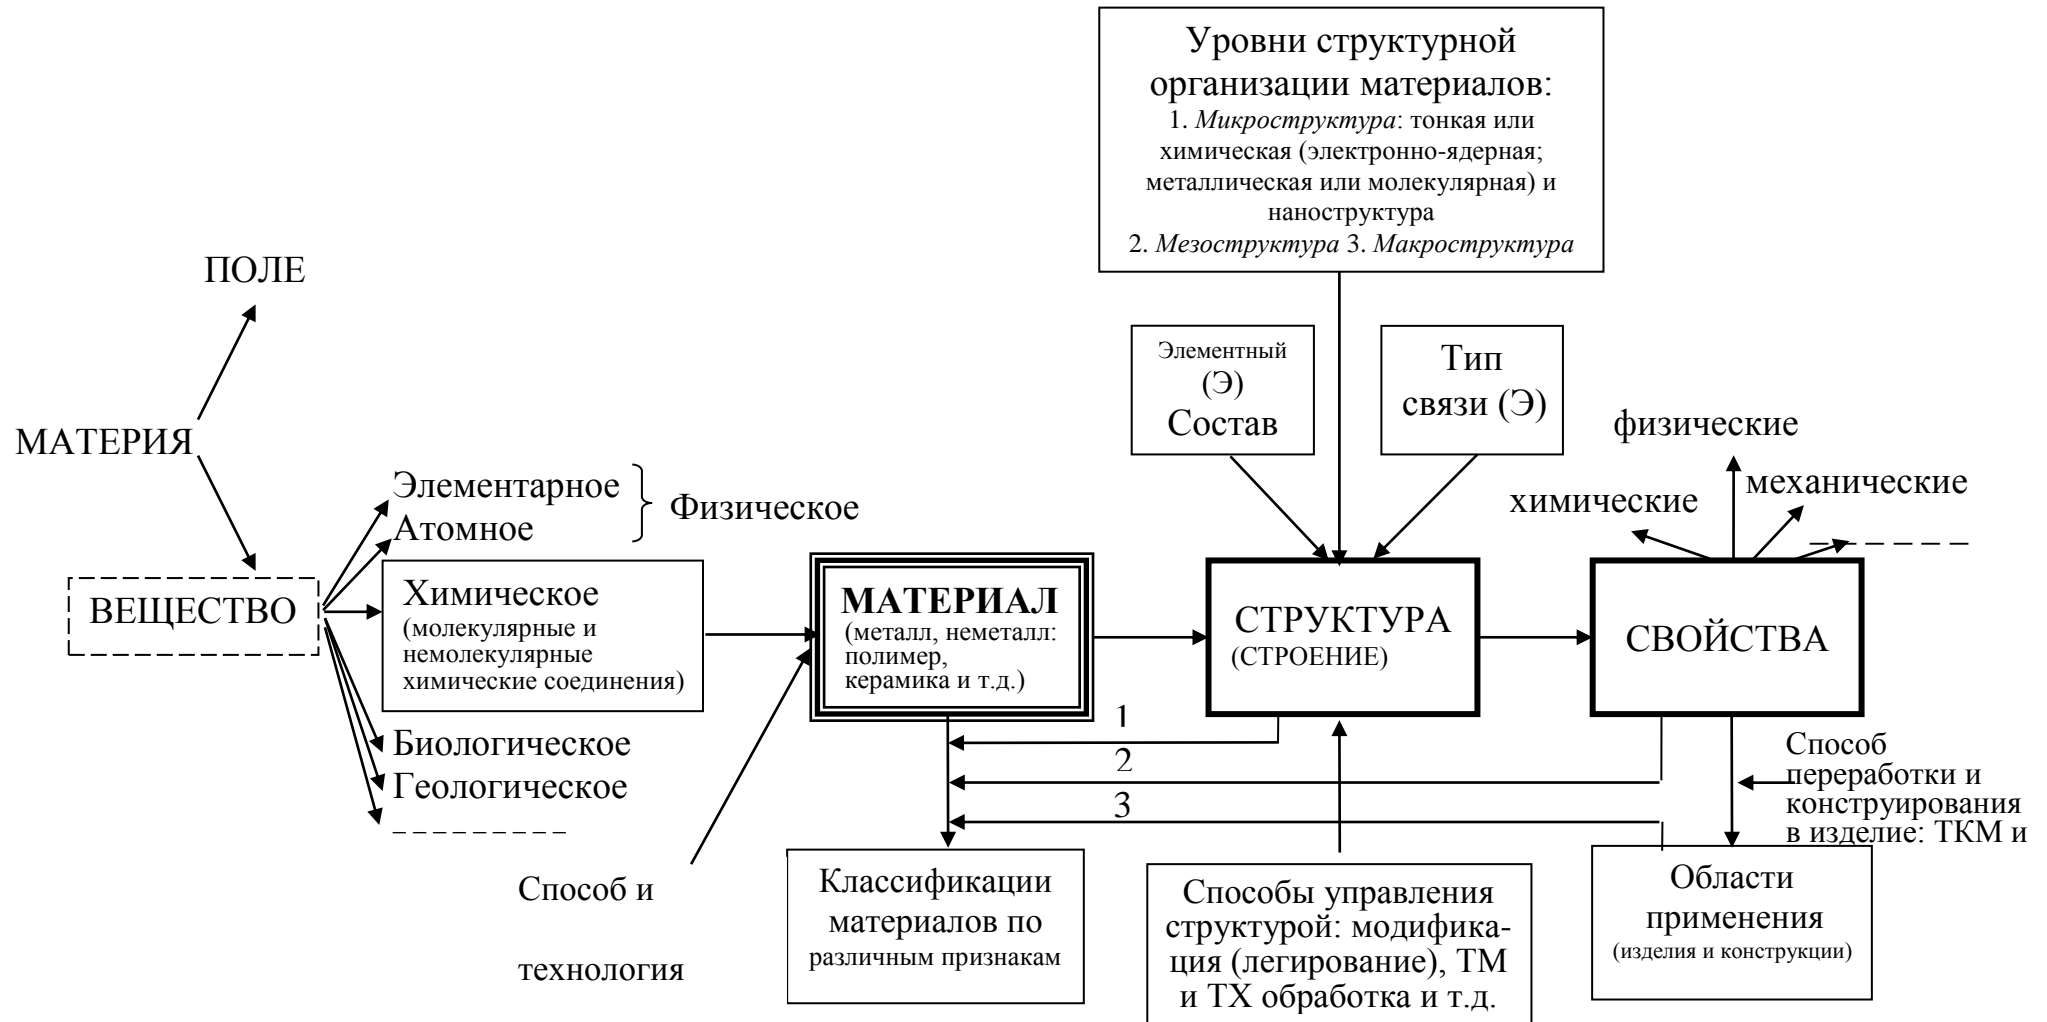 Уровни структурной
организации материалов:
1. Микроструктура: тонкая или
химическая (электронно-ядерная;
металлическая или молекулярная) и
наноструктура
2. Мезоструктура 3. Макроструктура
ПОЛЕ
МАТЕРИЯ
ВЕЩЕСТВО
Элементарное
Атомное
Физическое
Химическое
(молекулярные и
немолекулярные
химические соединения)
Биологическое
Геологическое
Способ и
технология
МАТЕРИАЛ
(металл, неметалл:
полимер,
керамика и т.д.)
Элементный
(Э)
Состав
Тип
связи (Э)
СТРУКТУРА
(СТРОЕНИЕ)
физические
химические
механические
СВОЙСТВА
1
2
3
Способ
переработки и
конструирования
в изделие: ТКМ и
Классификации
материалов по
различным признакам
Способы управления
структурой: модифика-
ция (легирование), ТМ
и ТХ обработка и т.д.
Области
применения
(изделия и конструкции)